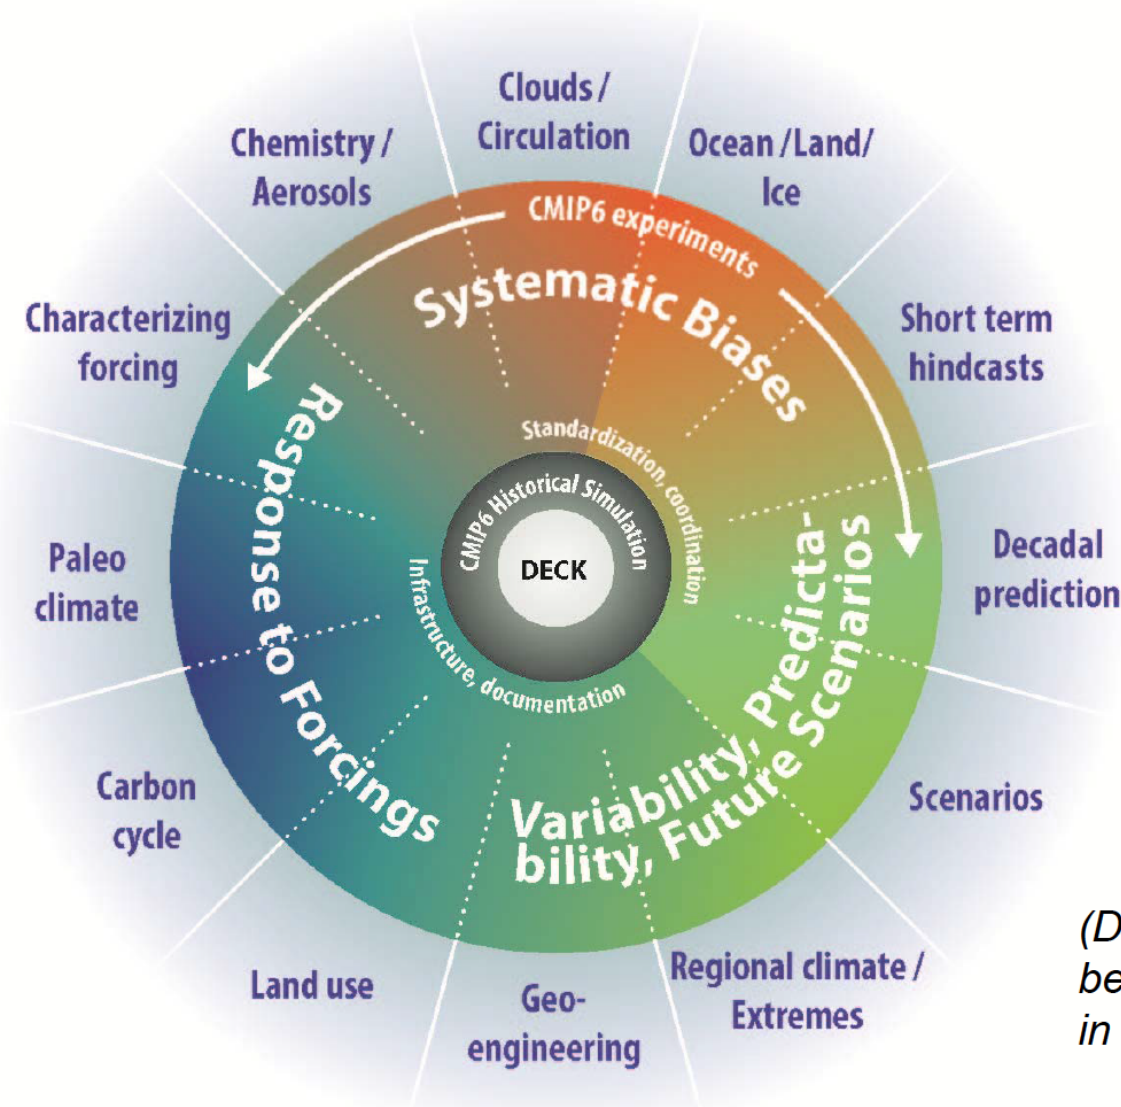 Clouds /
Circulation
Ocean /Land/
Ice
Short term
hindcasts
Decadal
prediction
Scenarios
Regional climate /
Extremes
Geo-
engineering
Land use
Carbon
cycle
Paleo
climate
Characterizing
forcing
Chemistry /
Aerosols
CMIP6 experiments
Systematic Biases
Response to Forcings
Variability, Predicta-
bility, Future Scenarios
Standardization, coordination
Infrastructure, documentation
CMIP6 Historical Simulation
DECK
(D
be
in